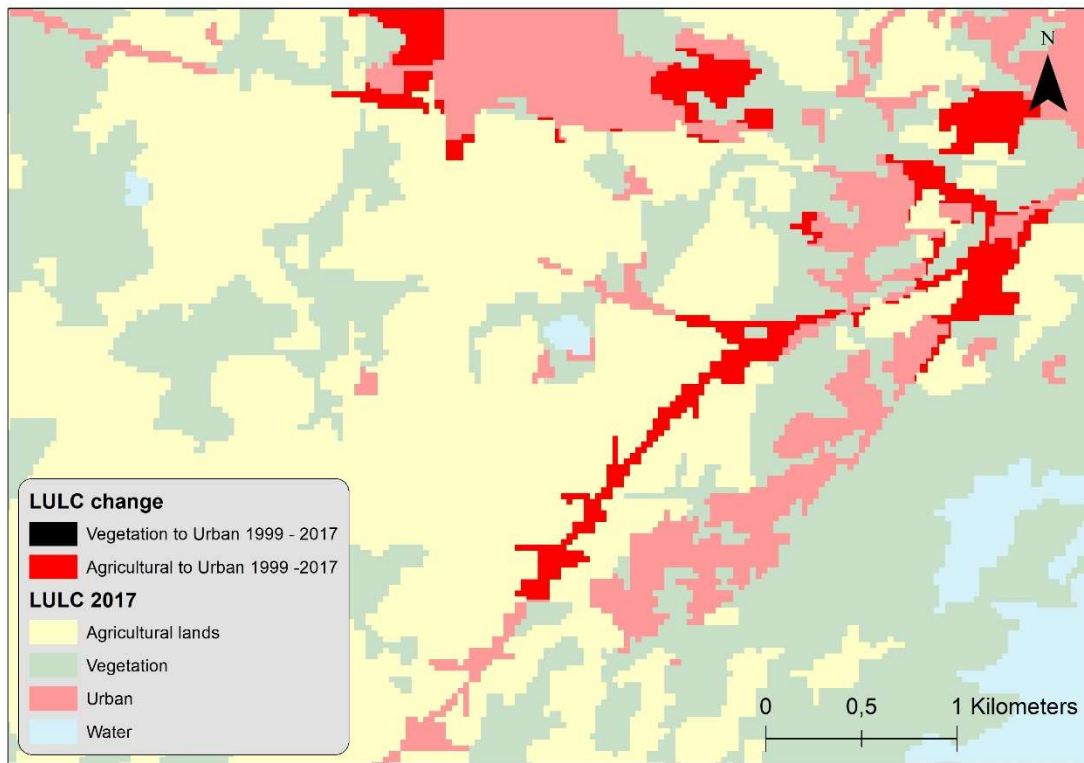 N
LULC change
Vegetation to Urban 1999 - 2017
Agricultural to Urban 1999 -2017
LULC 2017
Agricultural lands
Vegetation
Urban
Water
0 0,5 1 Kilometers